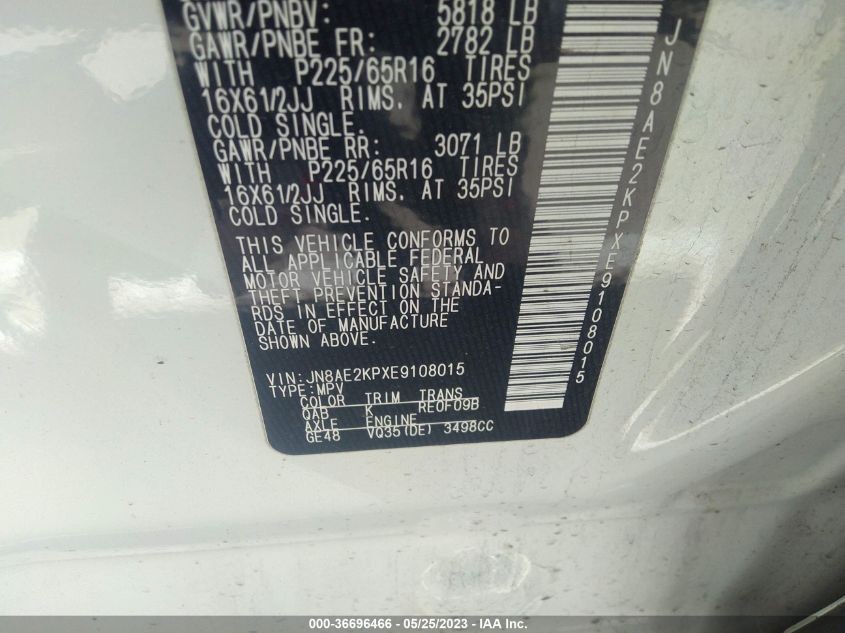 GVWR/PNBV: 5818 LB
GAWR/PNBE FR: 2782 LB
WITH P225/65R16 TIRES
16X61/2JJ RIMS, AT 35PSI
COLD SINGLE.
GAWR/PNBE RR: 3071 LB
WITH P225/65R16 TIRES
16X61/2JJ RIMS, AT 35PSI
COLD SINGLE.
THIS VEHICLE CONFORMS TO
ALL APPLICABLE FEDERAL
MOTOR VEHICLE SAFETY AND
THEFT PREVENTION STANDA-
RDS IN EFFECT ON THE
DATE OF MANUFACTURE
SHOWN ABOVE.
VIN: JN8AE2KPXE9108015
TYPE: MPV
COLOR TRIM TRANS
QAB K RE0F09B
AXLE ENGINE
GE48 VQ35(DE) 3498CC
JN8AE2KPXE9108015
000-36696466 - 05/25/2023 - IAA Inc.